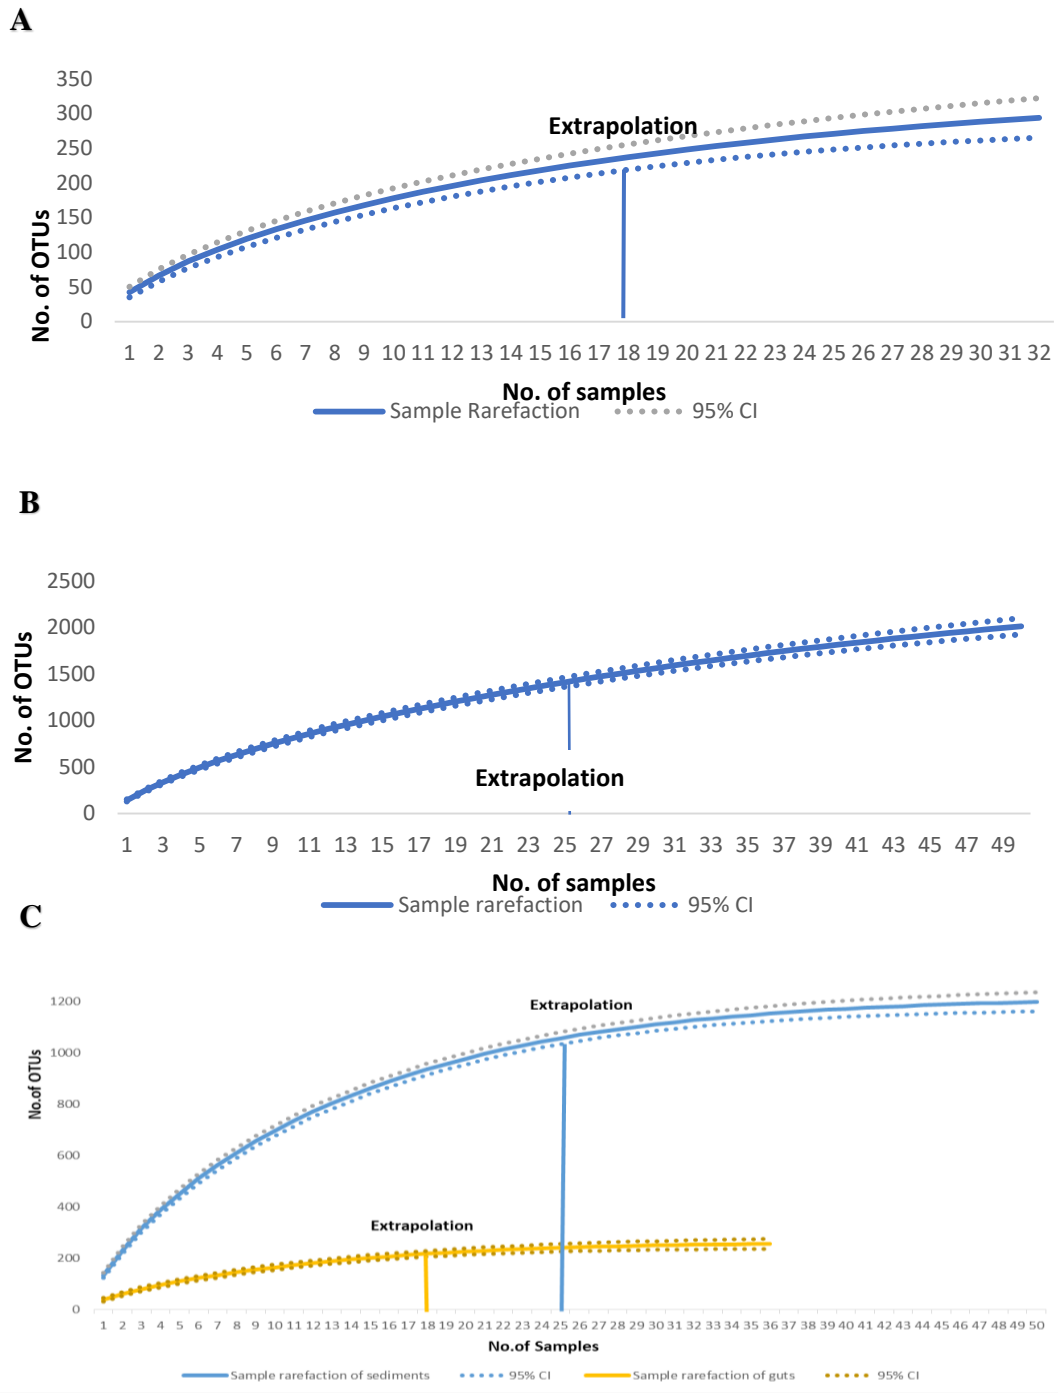 A
350
300
250
200
150
100
50
0
No. of OTUs
Extrapolation
1 2 3 4 5 6 7 8 9 10 11 12 13 14 15 16 17 18 19 20 21 22 23 24 25 26 27 28 29 30 31 32
No. of samples
Sample Rarefaction 95% CI
B
2500
2000
1500
1000
500
0
No. of OTUs
Extrapolation
1 3 5 7 9 11 13 15 17 19 21 23 25 27 29 31 33 35 37 39 41 43 45 47 49
No. of samples
Sample rarefaction 95% CI
C
1200
1000
800
600
400
200
0
No.of OTUs
Extrapolation
Extrapolation
1 2 3 4 5 6 7 8 9 10 11 12 13 14 15 16 17 18 19 20 21 22 23 24 25 26 27 28 29 30 31 32 33 34 35 36 37 38 39 40 41 42 43 44 45 46 47 48 49 50
No.of Samples
Sample rarefaction of sediments 95% CI Sample rarefaction of guts 95% CI